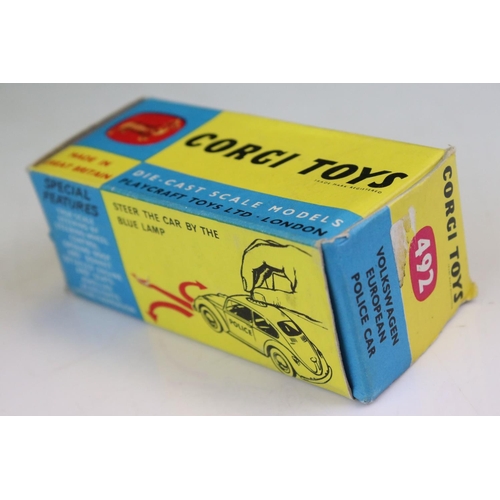 CORGI TOYS
MADE IN
GREAT BRITAIN
DIE-CAST SCALE MODELS
PLAYCRAFT TOYS LTD · LONDON
SPECIAL
FEATURES
STEER THE CAR BY THE
BLUE LAMP
POLICE
CORGI TOYS
492
VOLKSWAGEN
EUROPEAN
POLICE CAR